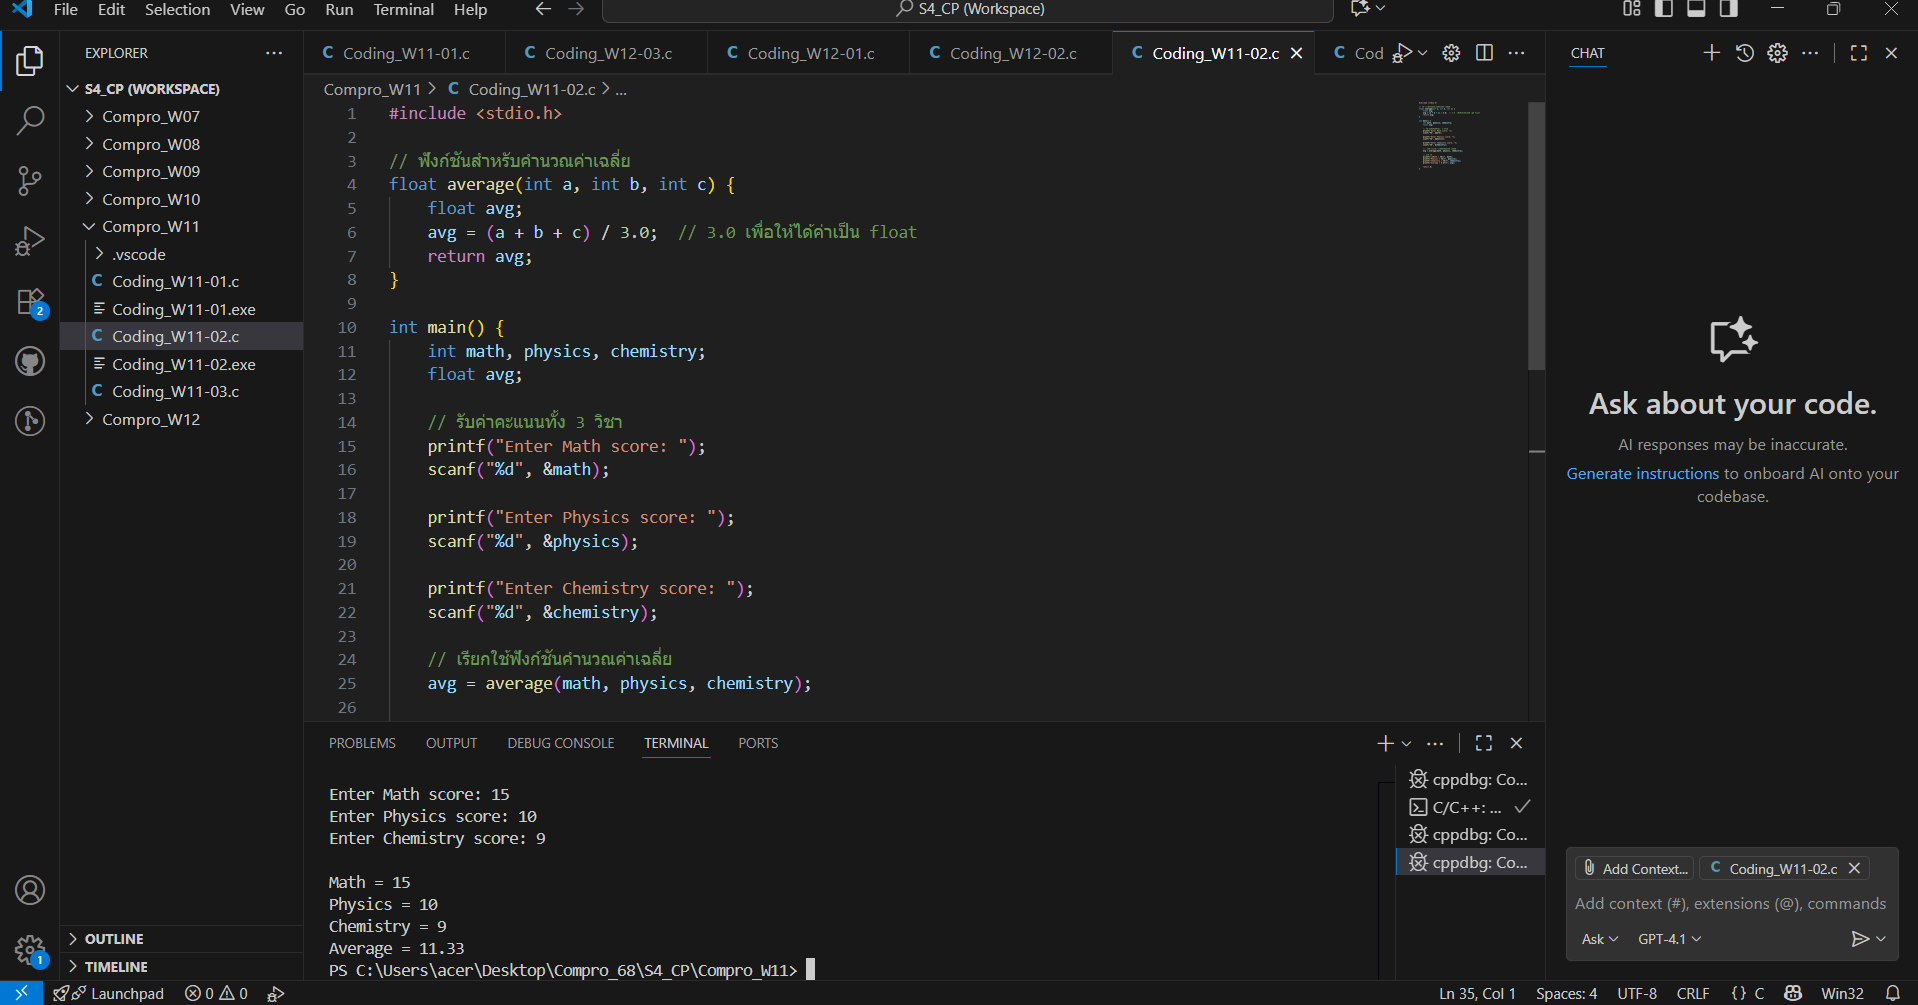 File Edit Selection View Go Run Terminal Help
S4_CP (Workspace)
EXPLORER
S4_CP (WORKSPACE)
Compro_W07
Compro_W08
Compro_W09
Compro_W10
Compro_W11
.vscode
Coding_W11-01.c
Coding_W11-01.exe
Coding_W11-02.c
Coding_W11-02.exe
Coding_W11-03.c
Compro_W12
OUTLINE
TIMELINE
2
1
Coding_W11-01.c Coding_W12-03.c Coding_W12-01.c Coding_W12-02.c Coding_W11-02.c Cod
Compro_W11 > C Coding_W11-02.c > ...
1 #include <stdio.h>
2
3 // ฟังก์ชันสำหรับคำนวณค่าเฉลี่ย
4 float average(int a, int b, int c) {
5 float avg;
6 avg = (a + b + c) / 3.0; // 3.0 เพื่อให้ได้ค่าเป็น float
7 return avg;
8 }
9
10 int main() {
11 int math, physics, chemistry;
12 float avg;
13
14 // รับค่าคะแนนทั้ง 3 วิชา
15 printf("Enter Math score: ");
16 scanf("%d", &math);
17
18 printf("Enter Physics score: ");
19 scanf("%d", &physics);
20
21 printf("Enter Chemistry score: ");
22 scanf("%d", &chemistry);
23
24 // เรียกใช้ฟังก์ชันคำนวณค่าเฉลี่ย
25 avg = average(math, physics, chemistry);
26
PROBLEMS OUTPUT DEBUG CONSOLE TERMINAL PORTS
Enter Math score: 15
Enter Physics score: 10
Enter Chemistry score: 9
Math = 15
Physics = 10
Chemistry = 9
Average = 11.33
PS C:\Users\acer\Desktop\Compro_68\S4_CP\Compro_W11>
cppdbg: Co...
C/C++: ...
cppdbg: Co...
cppdbg: Co...
CHAT
Ask about your code.
AI responses may be inaccurate.
Generate instructions to onboard AI onto your
codebase.
Add Context... C Coding_W11-02.c
Add context (#), extensions (@), commands
Ask GPT-4.1
Launchpad 0 0
Ln 35, Col 1 Spaces: 4 UTF-8 CRLF {} C Win32